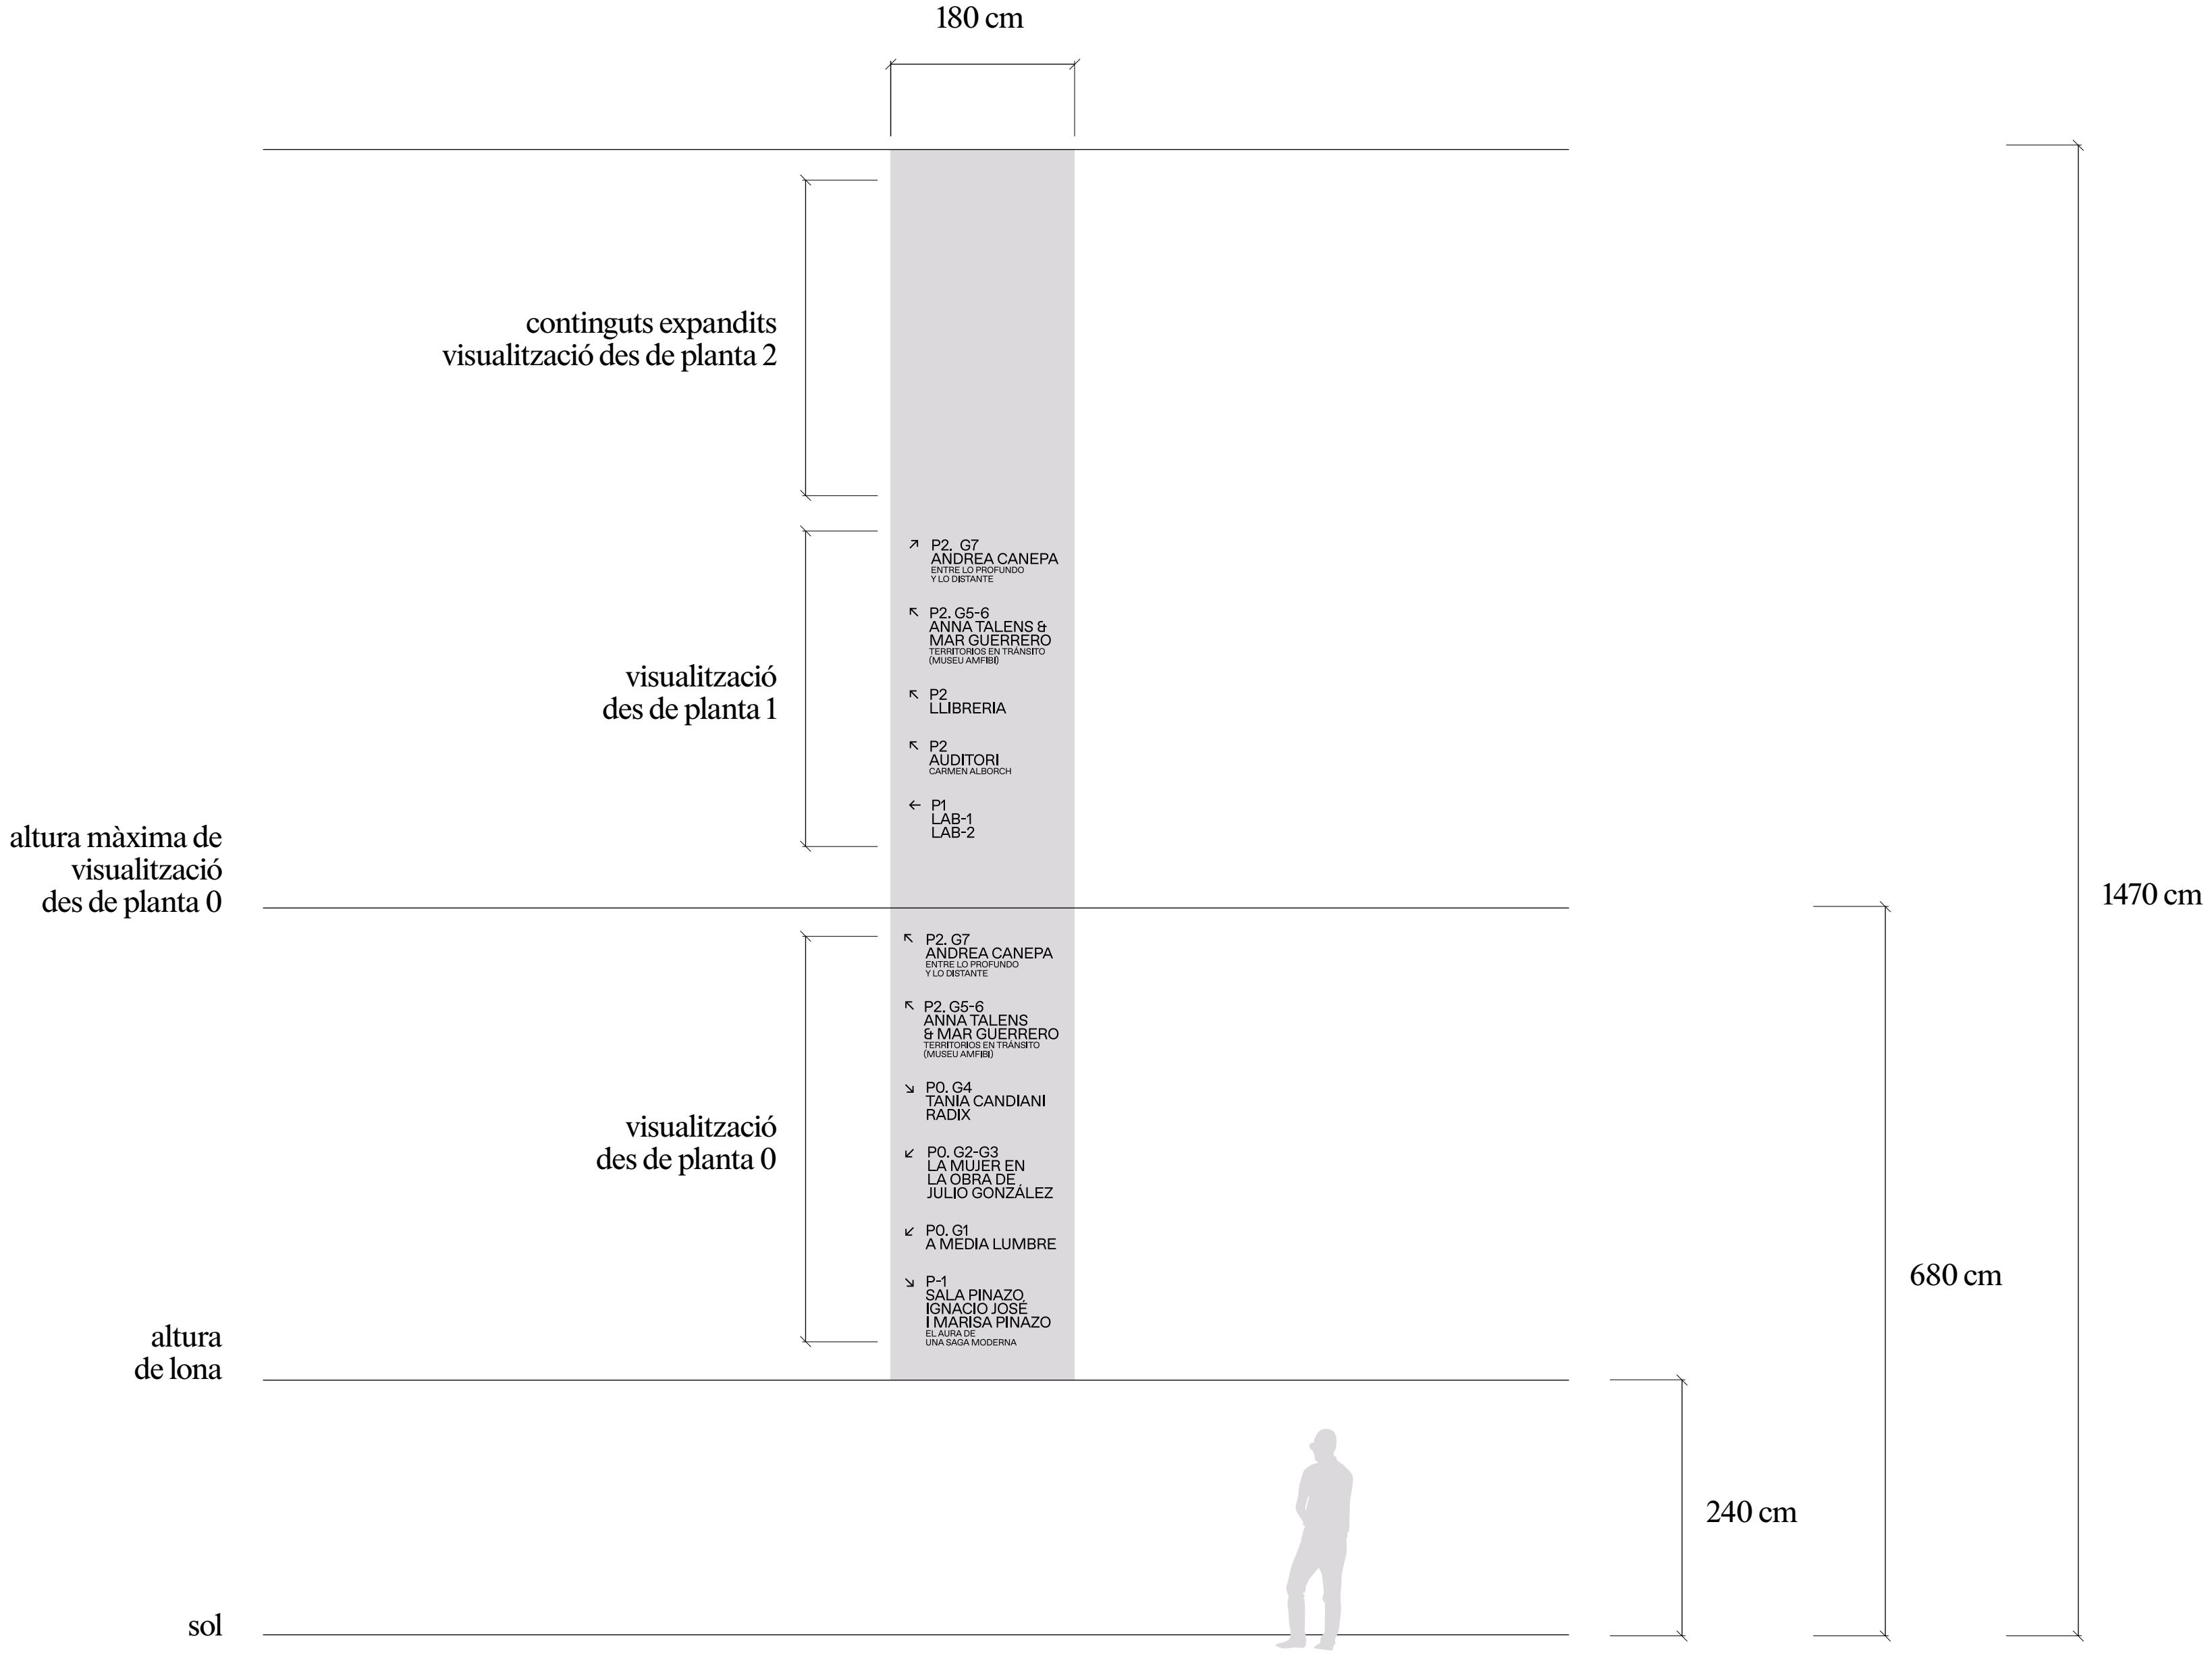 180 cm
continguts expandits
visualització des de planta 2
↗ P2. G7
ANDREA CANEPA
ENTRE LO PROFUNDO
Y LO DISTANTE
↖ P2. G5-6
ANNA TALENS &
MAR GUERRERO
TERRITORIOS EN TRÁNSITO
(MUSEU AMFIBI)
↖ P2
LLIBRERIA
↖ P2
AUDITORI
CARMEN ALBORCH
← P1
LAB-1
LAB-2
visualització
des de planta 1
altura màxima de
visualització
des de planta 0
1470 cm
↖ P2. G7
ANDREA CANEPA
ENTRE LO PROFUNDO
Y LO DISTANTE
↖ P2. G5-6
ANNA TALENS
& MAR GUERRERO
TERRITORIOS EN TRÁNSITO
(MUSEU AMFIBI)
↘ P0. G4
TANIA CANDIANI
RADIX
↙ P0. G2-G3
LA MUJER EN
LA OBRA DE
JULIO GONZÁLEZ
↙ P0. G1
A MEDIA LUMBRE
↘ P-1
SALA PINAZO
IGNACIO JOSÉ
I MARISA PINAZO
EL AURA DE
UNA SAGA MODERNA
visualització
des de planta 0
680 cm
altura
de lona
240 cm
sol